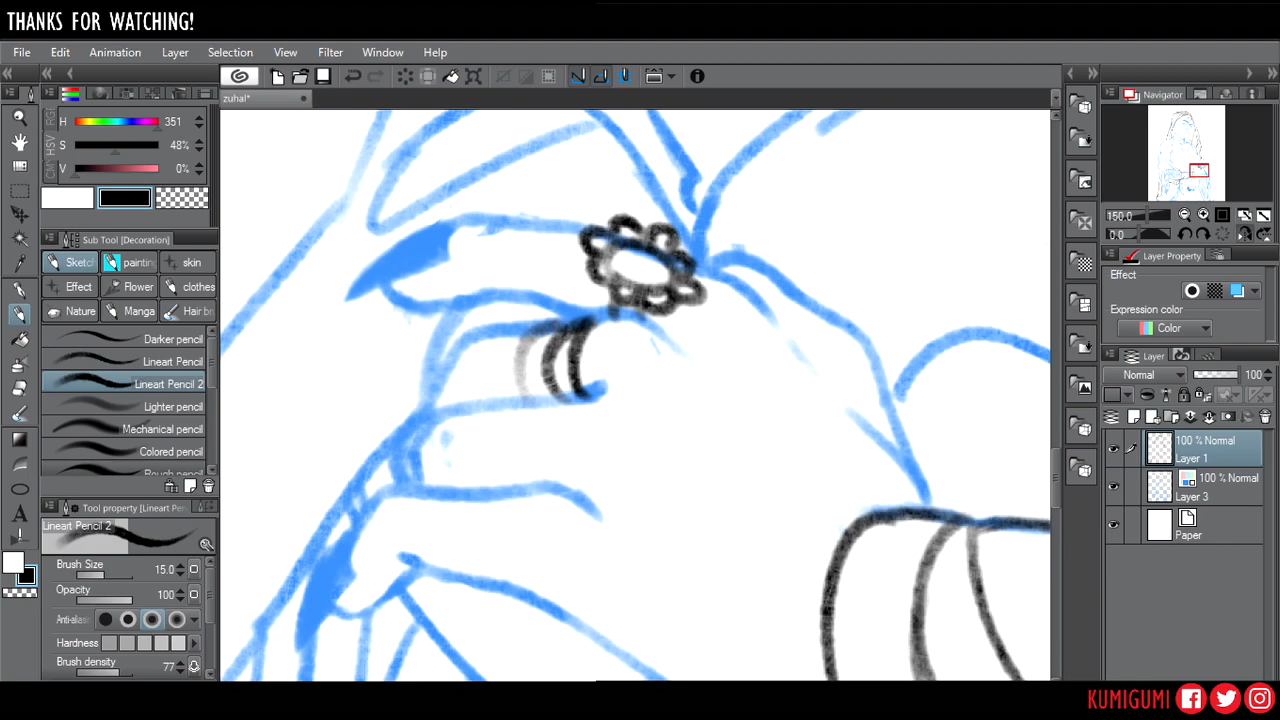 THANKS FOR WATCHING!
File Edit Animation Layer Selection View Filter Window Help
zuhal*
Navigator
H 351
S 48%
V 0%
150.0
0.0
Sub Tool [Decoration]
Sketc painting skin
Effect Flower clothes
Nature Manga Hair br
Darker pencil
Lineart Pencil
Lineart Pencil 2
Lighter pencil
Mechanical pencil
Colored pencil
Rough pencil
Tool property [Lineart Pen
Lineart Pencil 2
Brush Size 15.0
Opacity 100
Anti-alias
Hardness
Brush density 77
Layer Property
Effect
Expression color
Color
Layer
Normal 100
100 % Normal
Layer 1
100 % Normal
Layer 3
Paper
KUMIGUMI